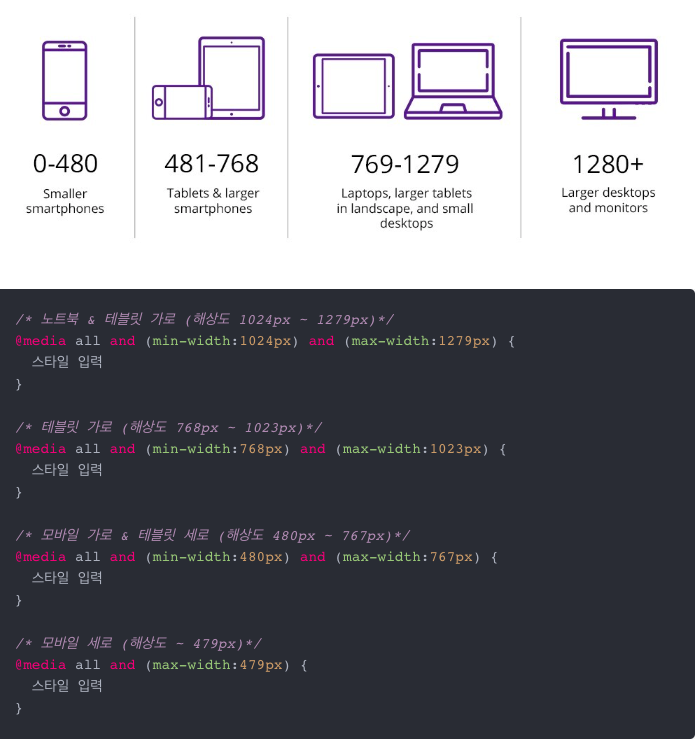 0-480
Smaller
smartphones
481-768
Tablets & larger
smartphones
769-1279
Laptops, larger tablets
in landscape, and small
desktops
1280+
Larger desktops
and monitors
/* 노트북 & 테블릿 가로 (해상도 1024px ~ 1279px)*/
@media all and (min-width:1024px) and (max-width:1279px) {
  스타일 입력
}
/* 테블릿 가로 (해상도 768px ~ 1023px)*/
@media all and (min-width:768px) and (max-width:1023px) {
  스타일 입력
}
/* 모바일 가로 & 테블릿 세로 (해상도 480px ~ 767px)*/
@media all and (min-width:480px) and (max-width:767px) {
  스타일 입력
}
/* 모바일 세로 (해상도 ~ 479px)*/
@media all and (max-width:479px) {
  스타일 입력
}